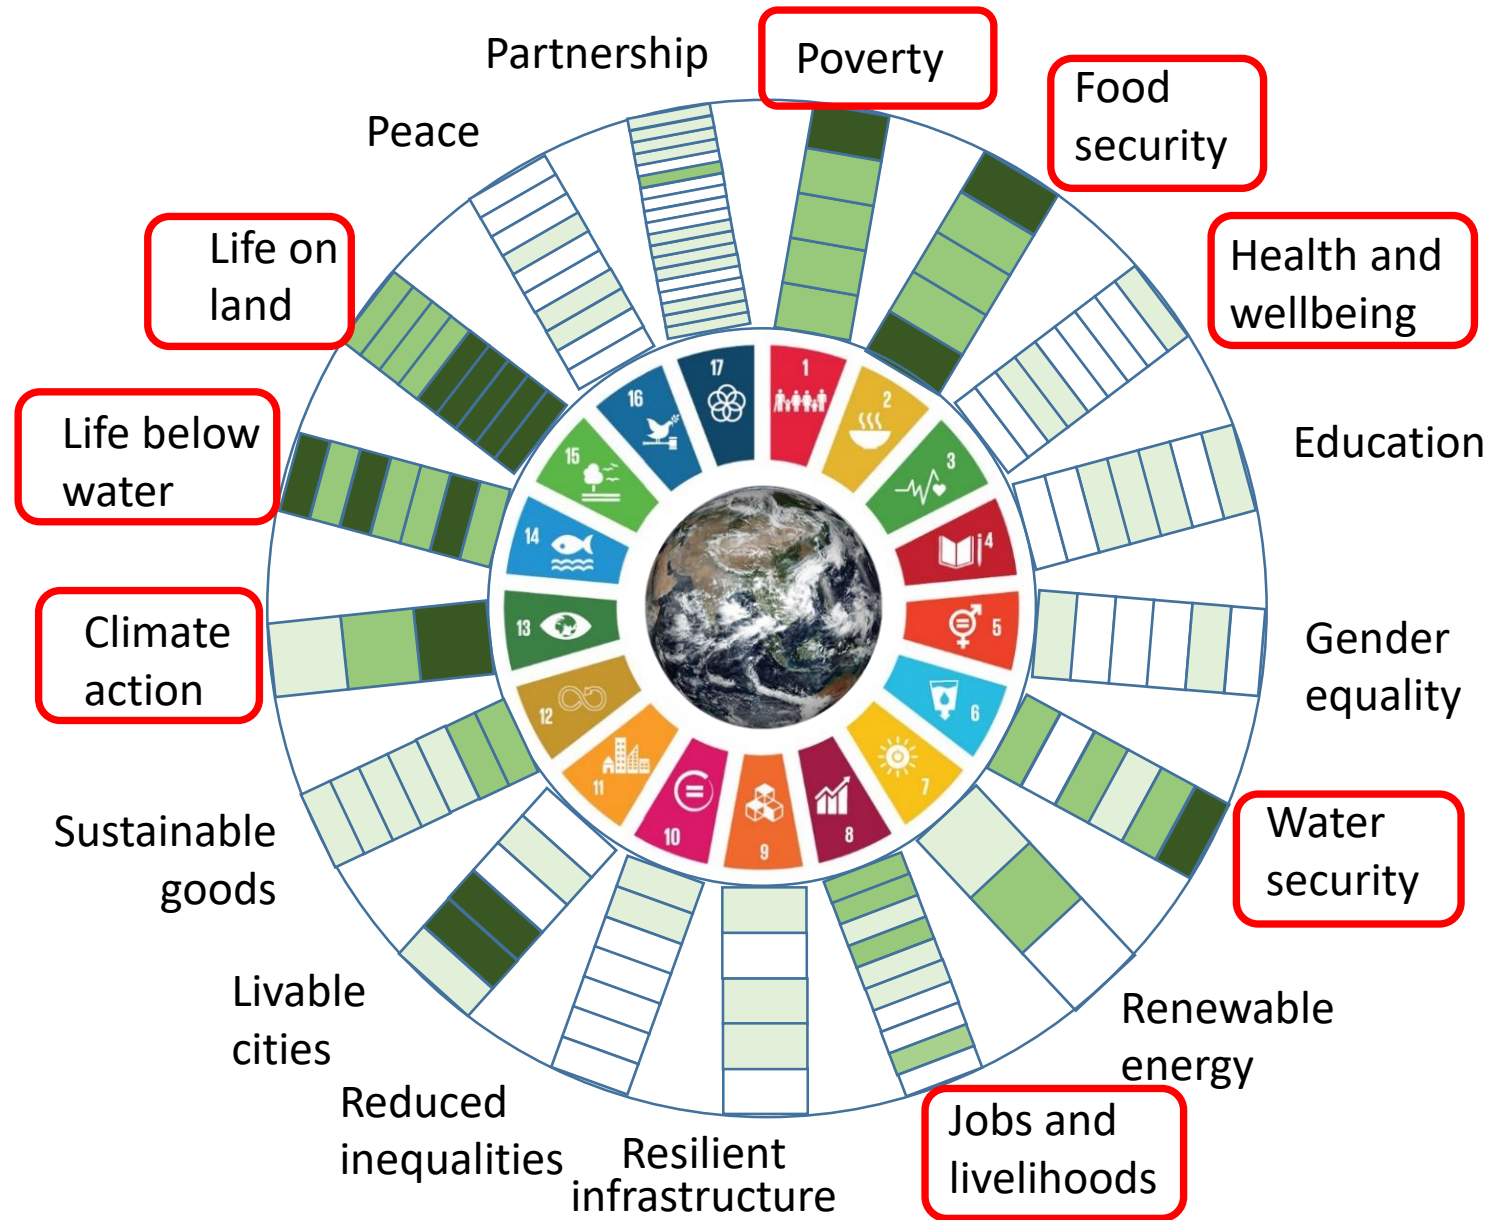 Partnership
Poverty
Food
security
Peace
Health and
wellbeing
Life on
land
Education
Life below
water
Gender
equality
Climate
action
Water
security
Sustainable
goods
Renewable
energy
Livable
cities
Jobs and
livelihoods
Reduced
inequalities
Resilient
infrastructure
1
2
3
4
5
6
7
8
9
10
11
12
13
14
15
16
17